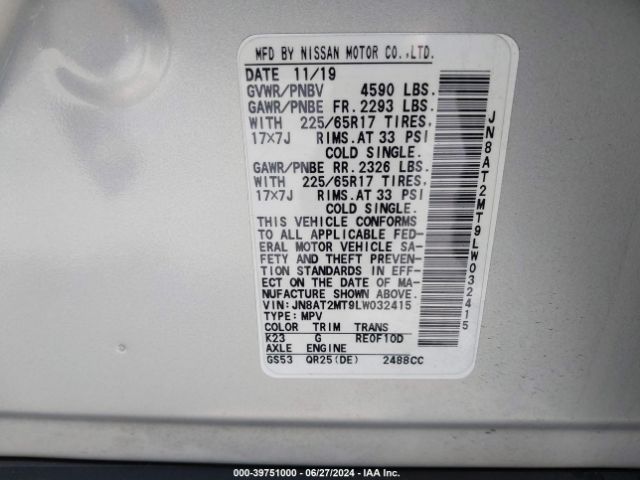 MFD BY NISSAN MOTOR CO.,LTD.
DATE 11/19
GVWR/PNBV 4590 LBS.
GAWR/PNBE FR. 2293 LBS.
WITH 225/65R17 TIRES,
17×7J RIMS.AT 33 PSI
COLD SINGLE.
GAWR/PNBE RR. 2326 LBS.
WITH 225/65R17 TIRES,
17×7J RIMS.AT 33 PSI
COLD SINGLE.
THIS VEHICLE CONFORMS
TO ALL APPLICABLE FED-
ERAL MOTOR VEHICLE SA-
FETY AND THEFT PREVEN-
TION STANDARDS IN EFF-
ECT ON THE DATE OF MA-
NUFACTURE SHOWN ABOVE.
VIN:JN8AT2MT9LW032415
TYPE: MPV
COLOR TRIM TRANS
K23 G RE0F10D
AXLE ENGINE
GS53 QR25(DE) 2488CC
JN8AT2MT9LW032415
000-39751000 - 06/27/2024 - IAA Inc.